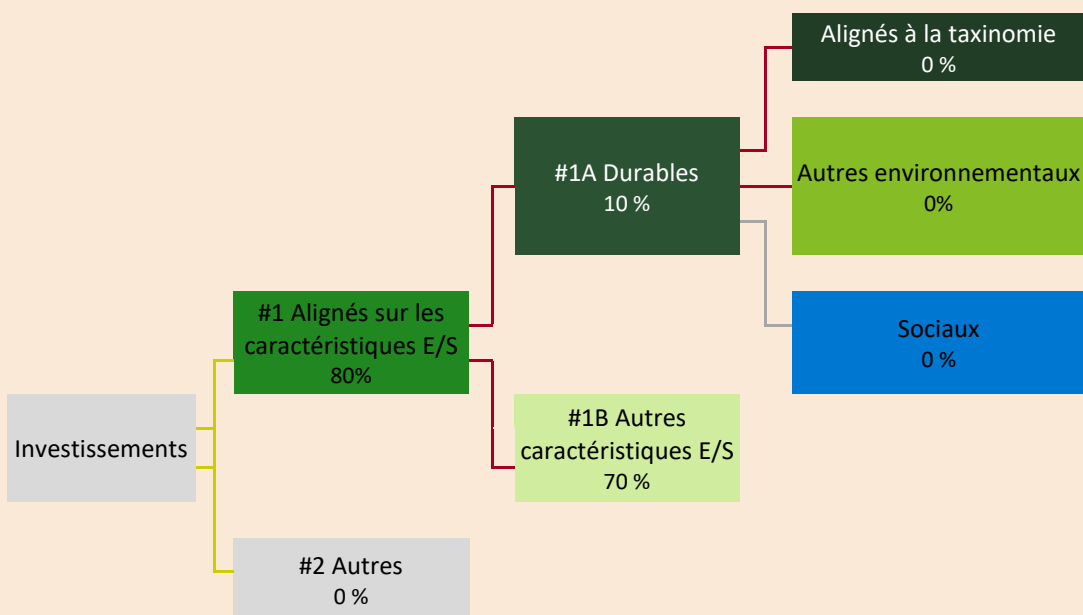 Alignés à la taxinomie
0 %
#1A Durables
10 %
Autres environnementaux
0%
#1 Alignés sur les
caractéristiques E/S
80%
Sociaux
0 %
Investissements
#1B Autres
caractéristiques E/S
70 %
#2 Autres
0 %